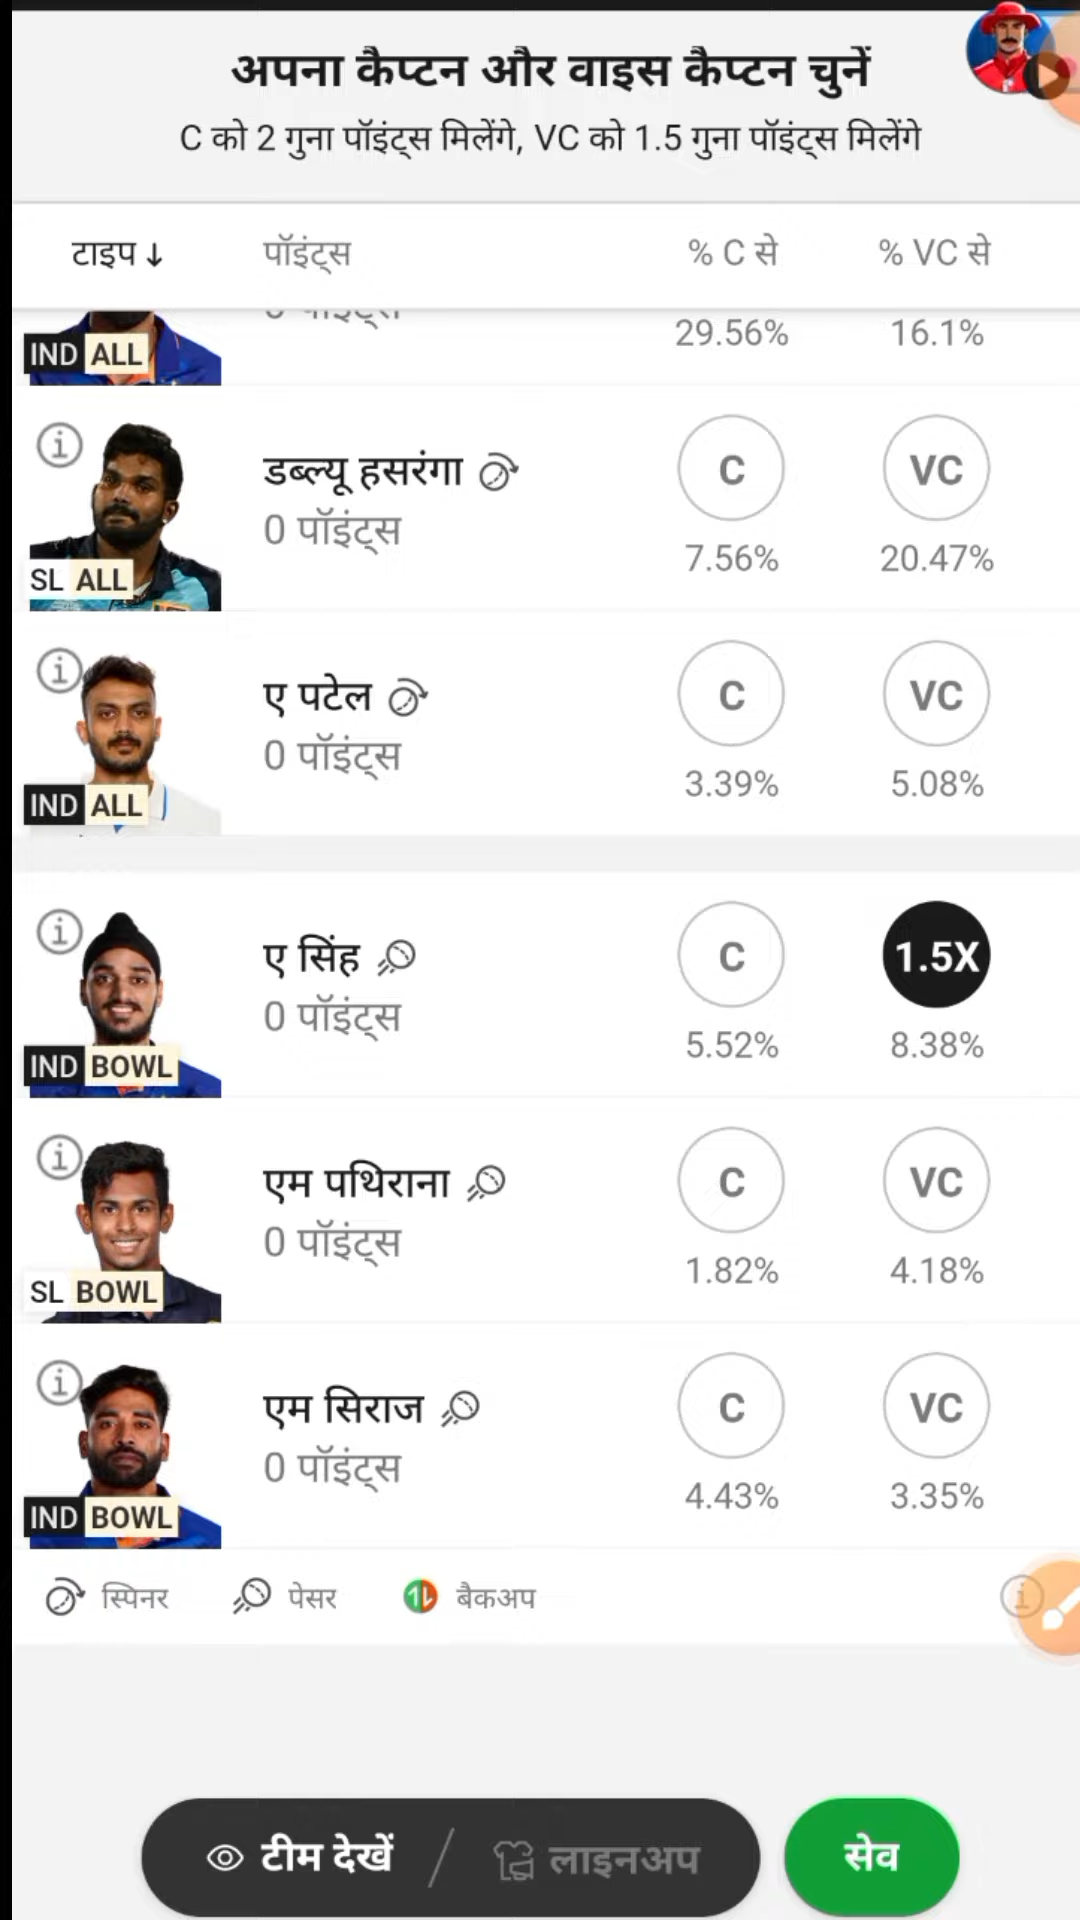 अपना कैप्टन और वाइस कैप्टन चुनें
C को 2 गुना पॉइंट्स मिलेंगे, VC को 1.5 गुना पॉइंट्स मिलेंगे
टाइप ↓ पॉइंट्स % C से % VC से
0 पॉइंट्स
29.56% 16.1%
IND ALL
डब्ल्यू हसरंगा C VC
0 पॉइंट्स
7.56% 20.47%
SL ALL
ए पटेल C VC
0 पॉइंट्स
3.39% 5.08%
IND ALL
ए सिंह C 1.5X
0 पॉइंट्स
5.52% 8.38%
IND BOWL
एम पथिराना C VC
0 पॉइंट्स
1.82% 4.18%
SL BOWL
एम सिराज C VC
0 पॉइंट्स
4.43% 3.35%
IND BOWL
स्पिनर पेसर बैकअप
टीम देखें / लाइनअप सेव